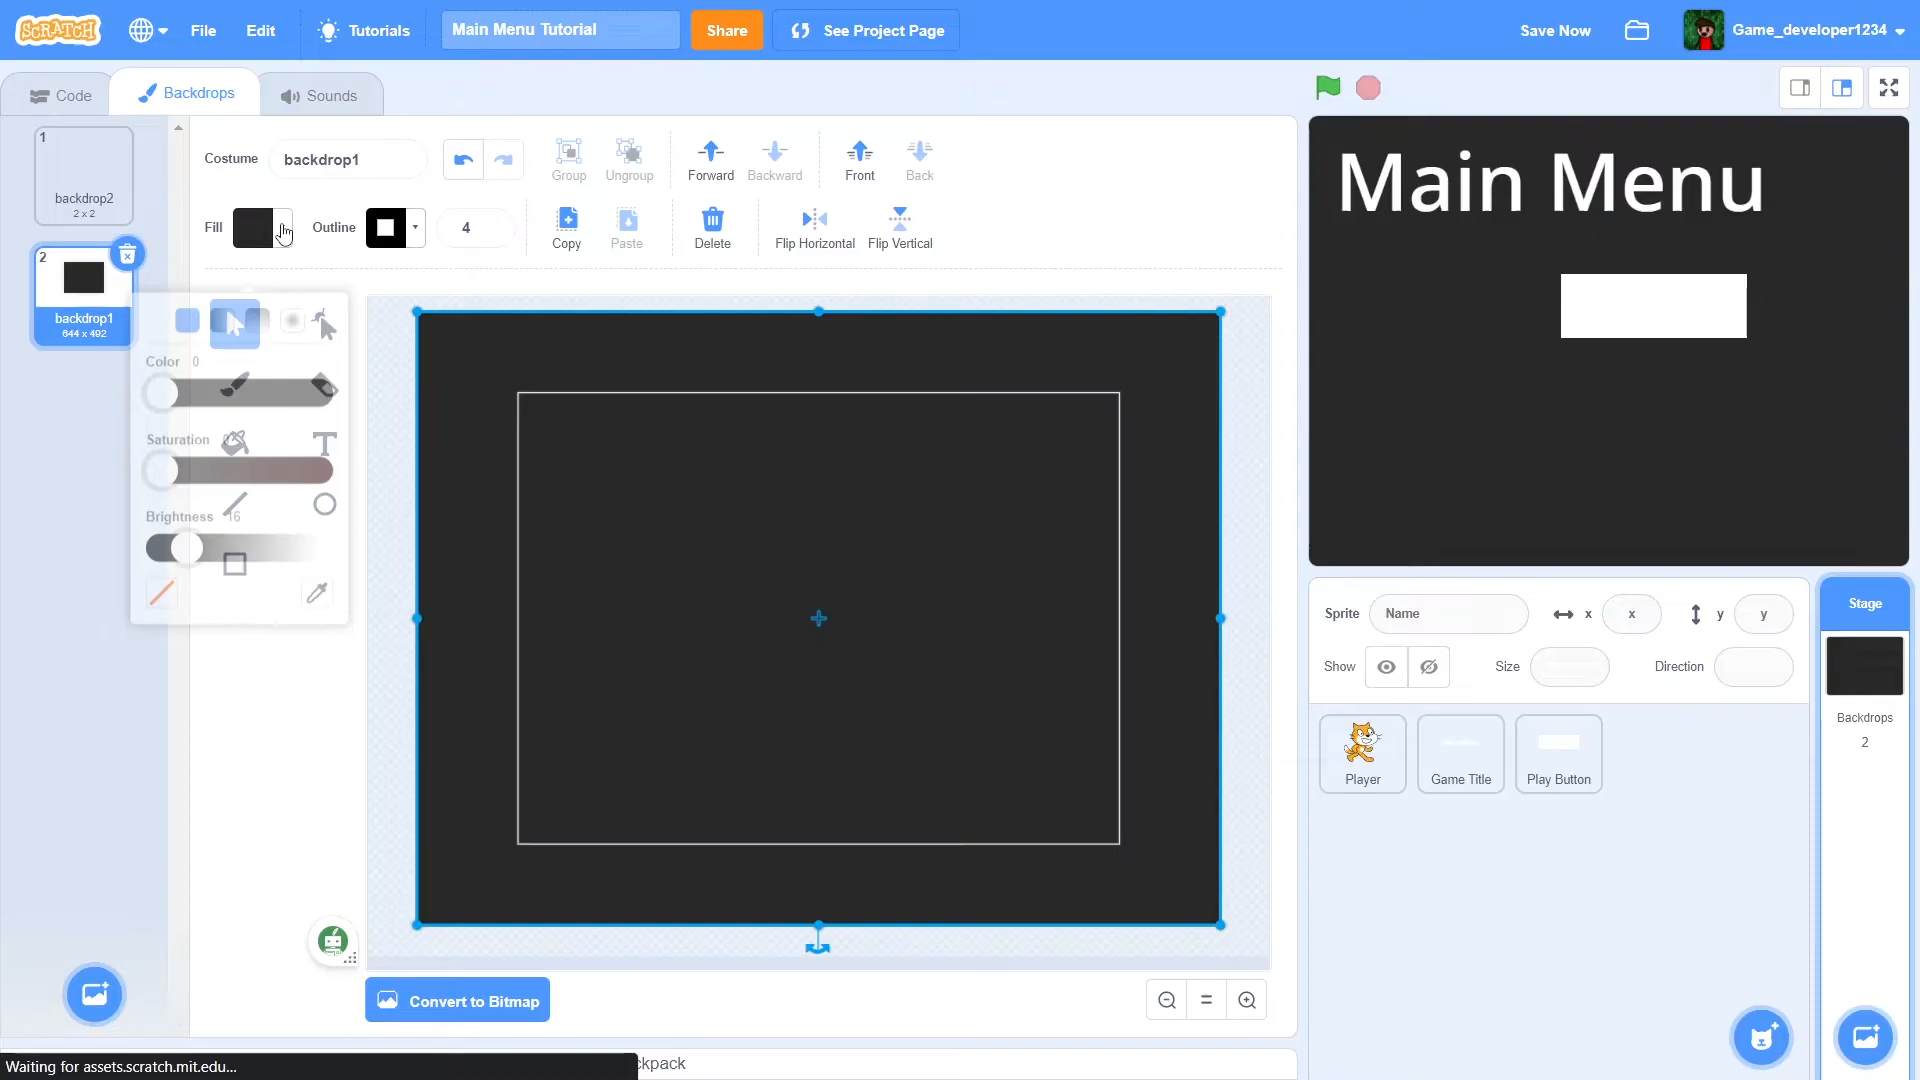 SCRATCH
File
Edit
Tutorials
Main Menu Tutorial
Share
See Project Page
Save Now
Game_developer1234
Code
Backdrops
Sounds
1
backdrop2
2 x 2
2
backdrop1
644 x 492
Costume
backdrop1
Group
Ungroup
Forward
Backward
Front
Back
Fill
Outline
4
Copy
Paste
Delete
Flip Horizontal
Flip Vertical
Color 0
Saturation
Brightness 16
T
Convert to Bitmap
Main Menu
Sprite
Name
x
x
y
y
Show
Size
Direction
Player
Game Title
Play Button
Stage
Backdrops
2
ckpack
Waiting for assets.scratch.mit.edu...